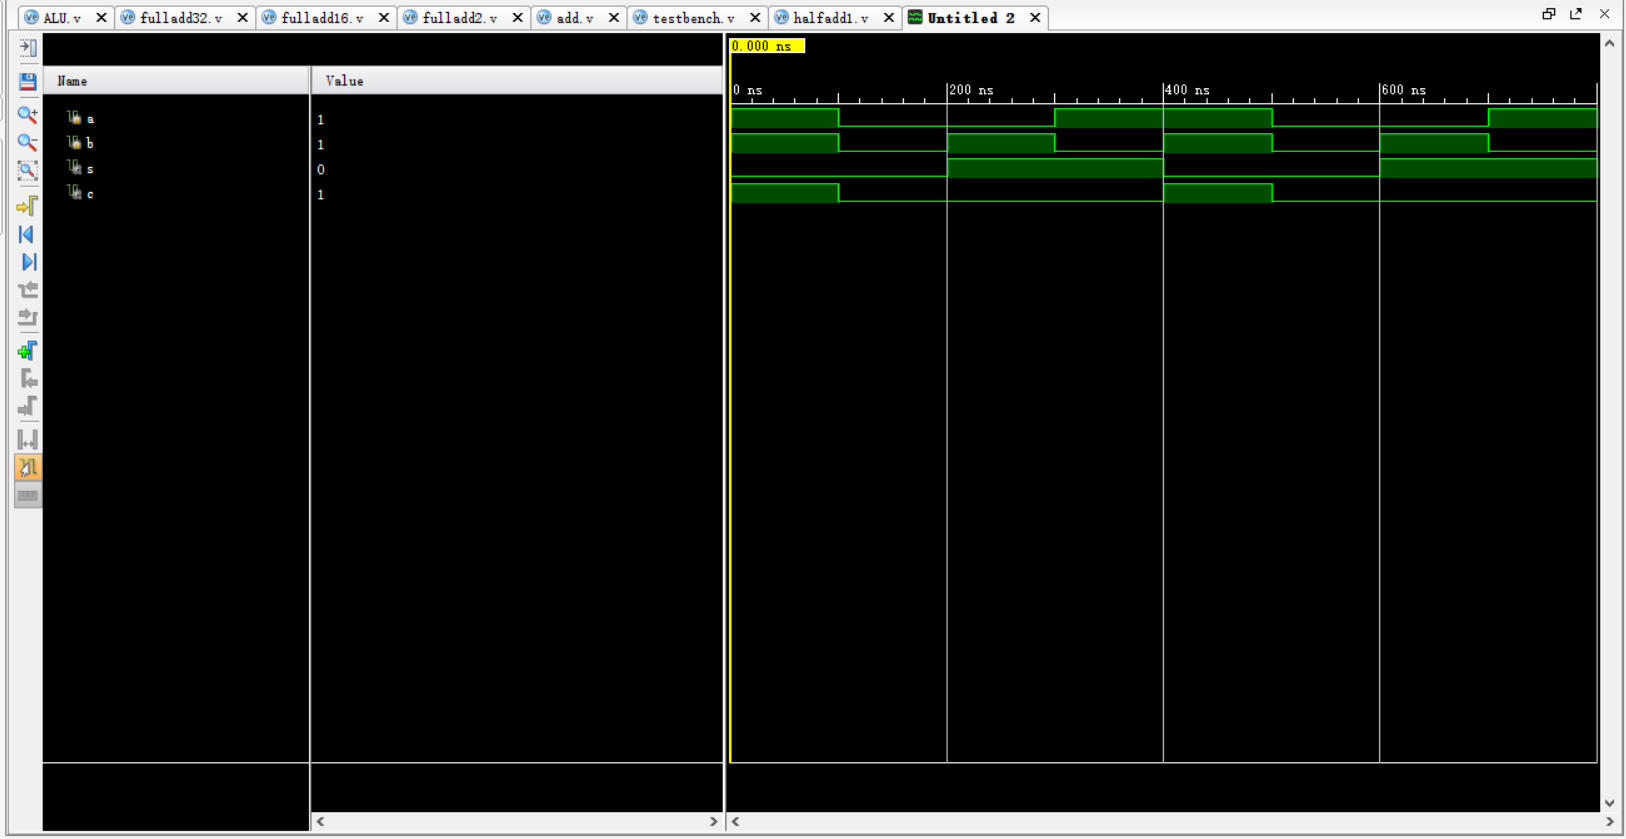 ALU.v fulladd32.v fulladd16.v fulladd2.v add.v testbench.v halfadd1.v Untitled 2
0.000 ns
Name Value
0 ns 200 ns 400 ns 600 ns
a 1
b 1
s 0
c 1